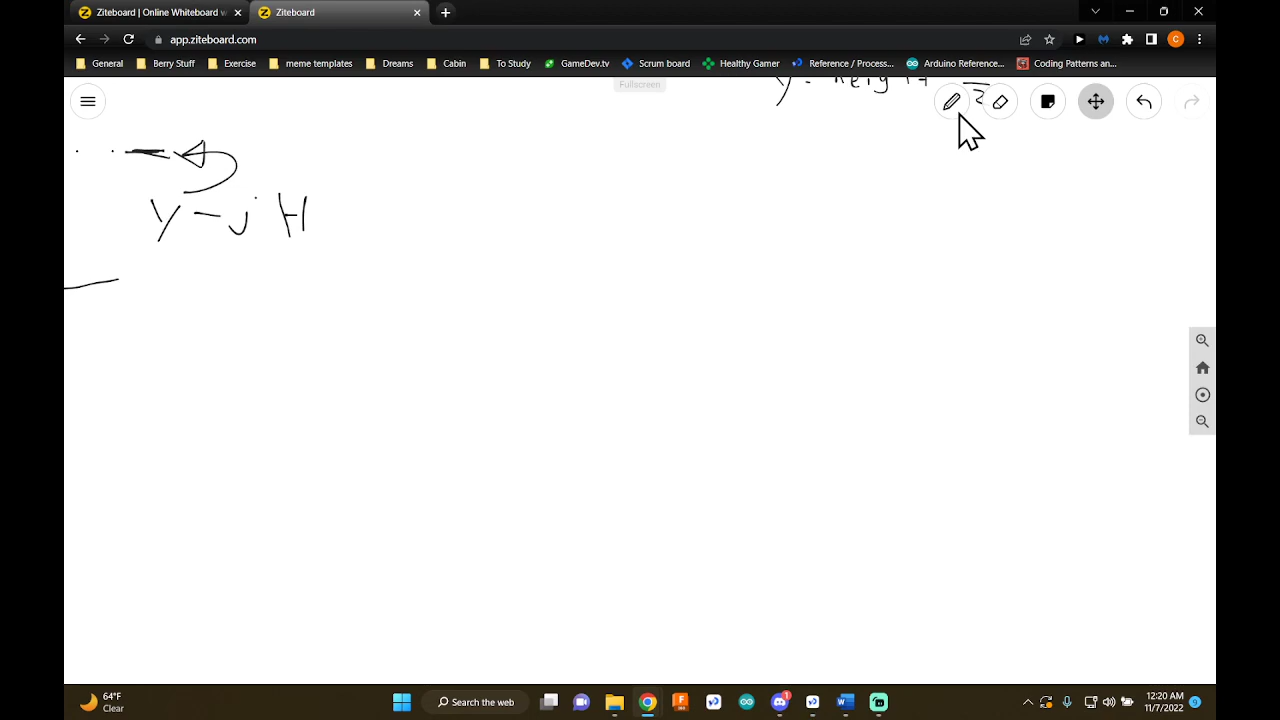 Ziteboard | Online Whiteboard w
Ziteboard
app.ziteboard.com
General
Berry Stuff
Exercise
meme templates
Dreams
Cabin
To Study
GameDev.tv
Scrum board
Healthy Gamer
Reference / Process...
Arduino Reference...
Coding Patterns an...
C
Fullscreen
y - j H
64°F
Clear
Search the web
1
12:20 AM
11/7/2022
9